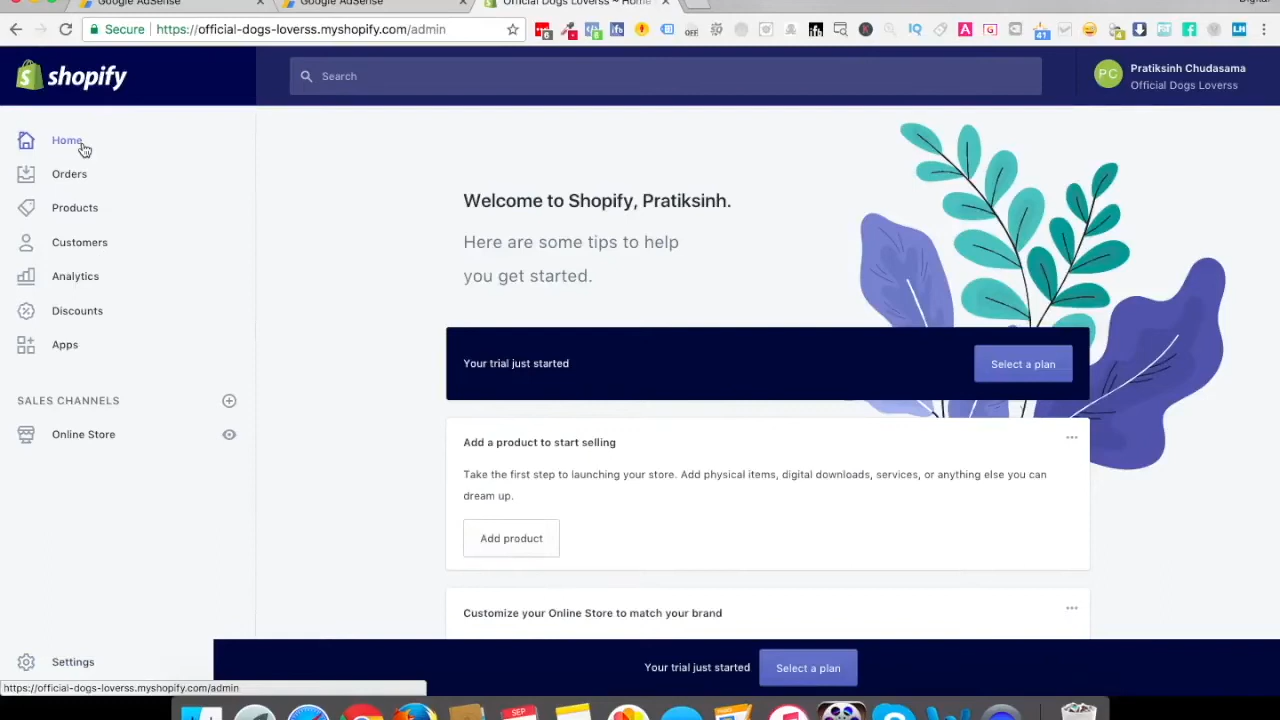 Google AdSense
Google AdSense
Official Dogs Loverss ~ Home
Digital
Secure
https://official-dogs-loverss.myshopify.com/admin
shopify
Search
PC
Pratiksinh Chudasama
Official Dogs Loverss
Home
Orders
Products
Customers
Analytics
Discounts
Apps
SALES CHANNELS
Online Store
Settings
Welcome to Shopify, Pratiksinh.
Here are some tips to help
you get started.
Your trial just started
Select a plan
Add a product to start selling
Take the first step to launching your store. Add physical items, digital downloads, services, or anything else you can
dream up.
Add product
Customize your Online Store to match your brand
Your trial just started
Select a plan
https://official-dogs-loverss.myshopify.com/admin
SEP